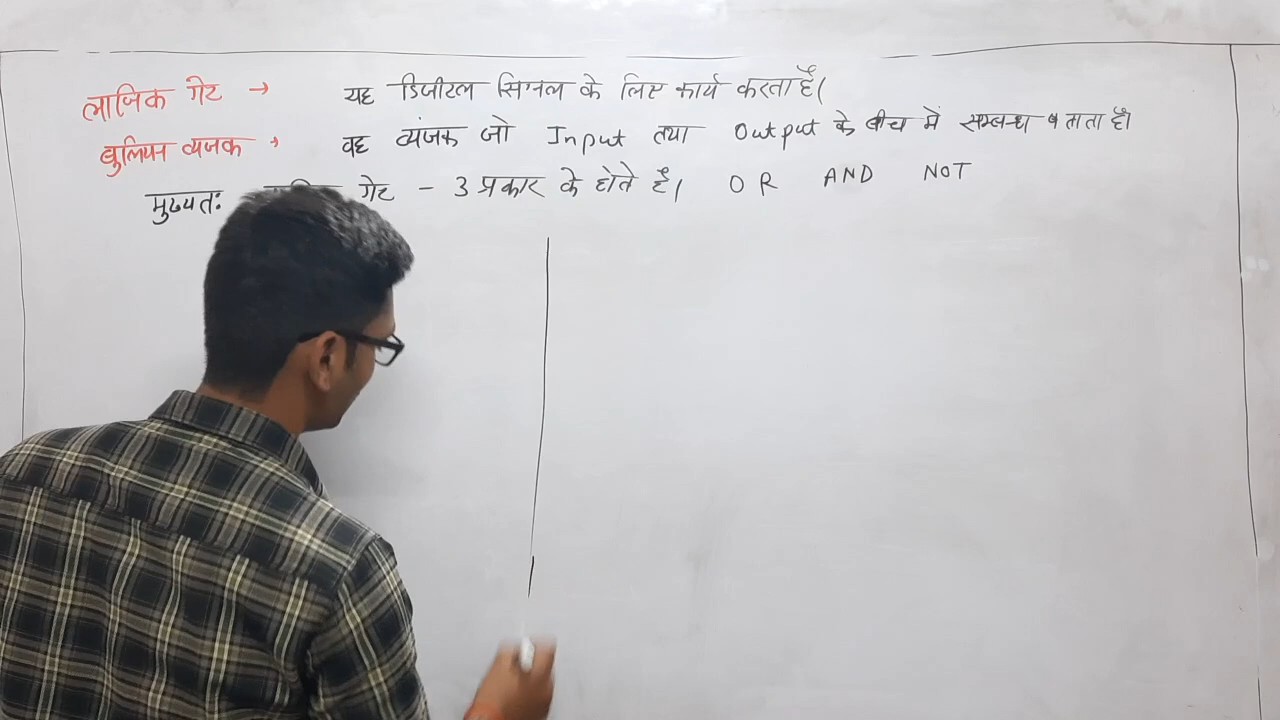 लाजिक गेट → यह डिजीटल सिग्नल के लिए कार्य करता है।
बुलियन व्यंजक → वह व्यंजक जो Input तथा Output के बीच में सम्बन्ध बताता है।
मुख्यतः गेट - 3 प्रकार के होते है। OR AND NOT